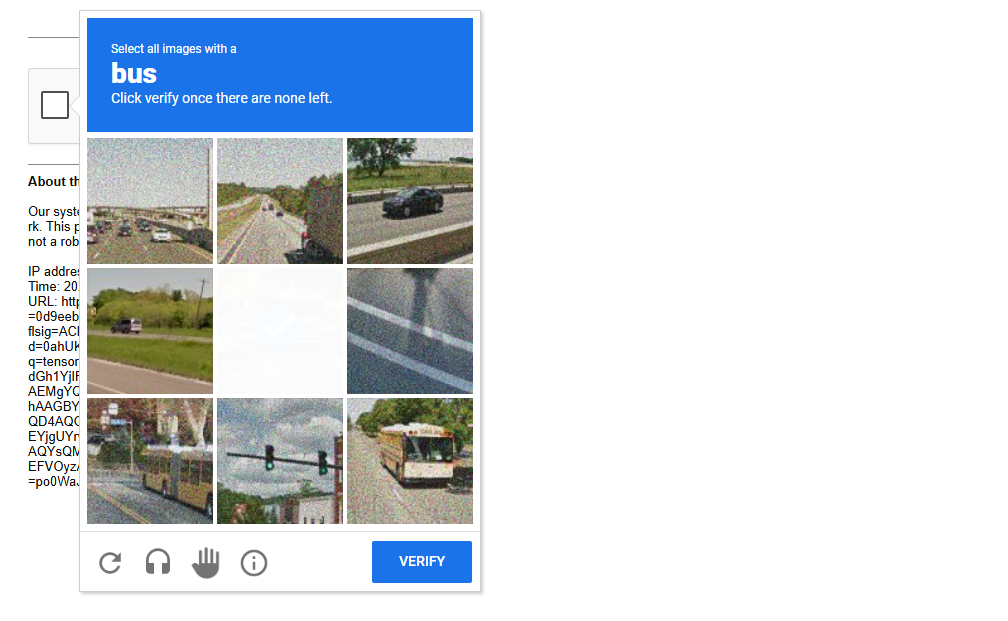 Select all images with a
bus
Click verify once there are none left.
About th
Our syste
rk. This p
not a rob
IP addres
Time: 20
URL: http
=0d9eeb
flsig=ACI
d=0ahUK
q=tensor
dGh1YjlF
AEMgYC
hAAGBY
QD4AQC
EYjgUYr
AQYsQM
EFVOyzA
=po0WaJ
VERIFY